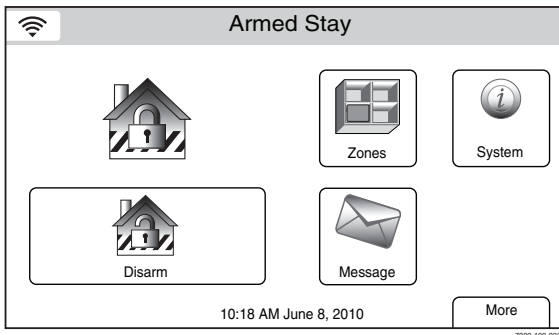 Armed Stay
Zones
System
Disarm
Message
10:18 AM June 8, 2010
More